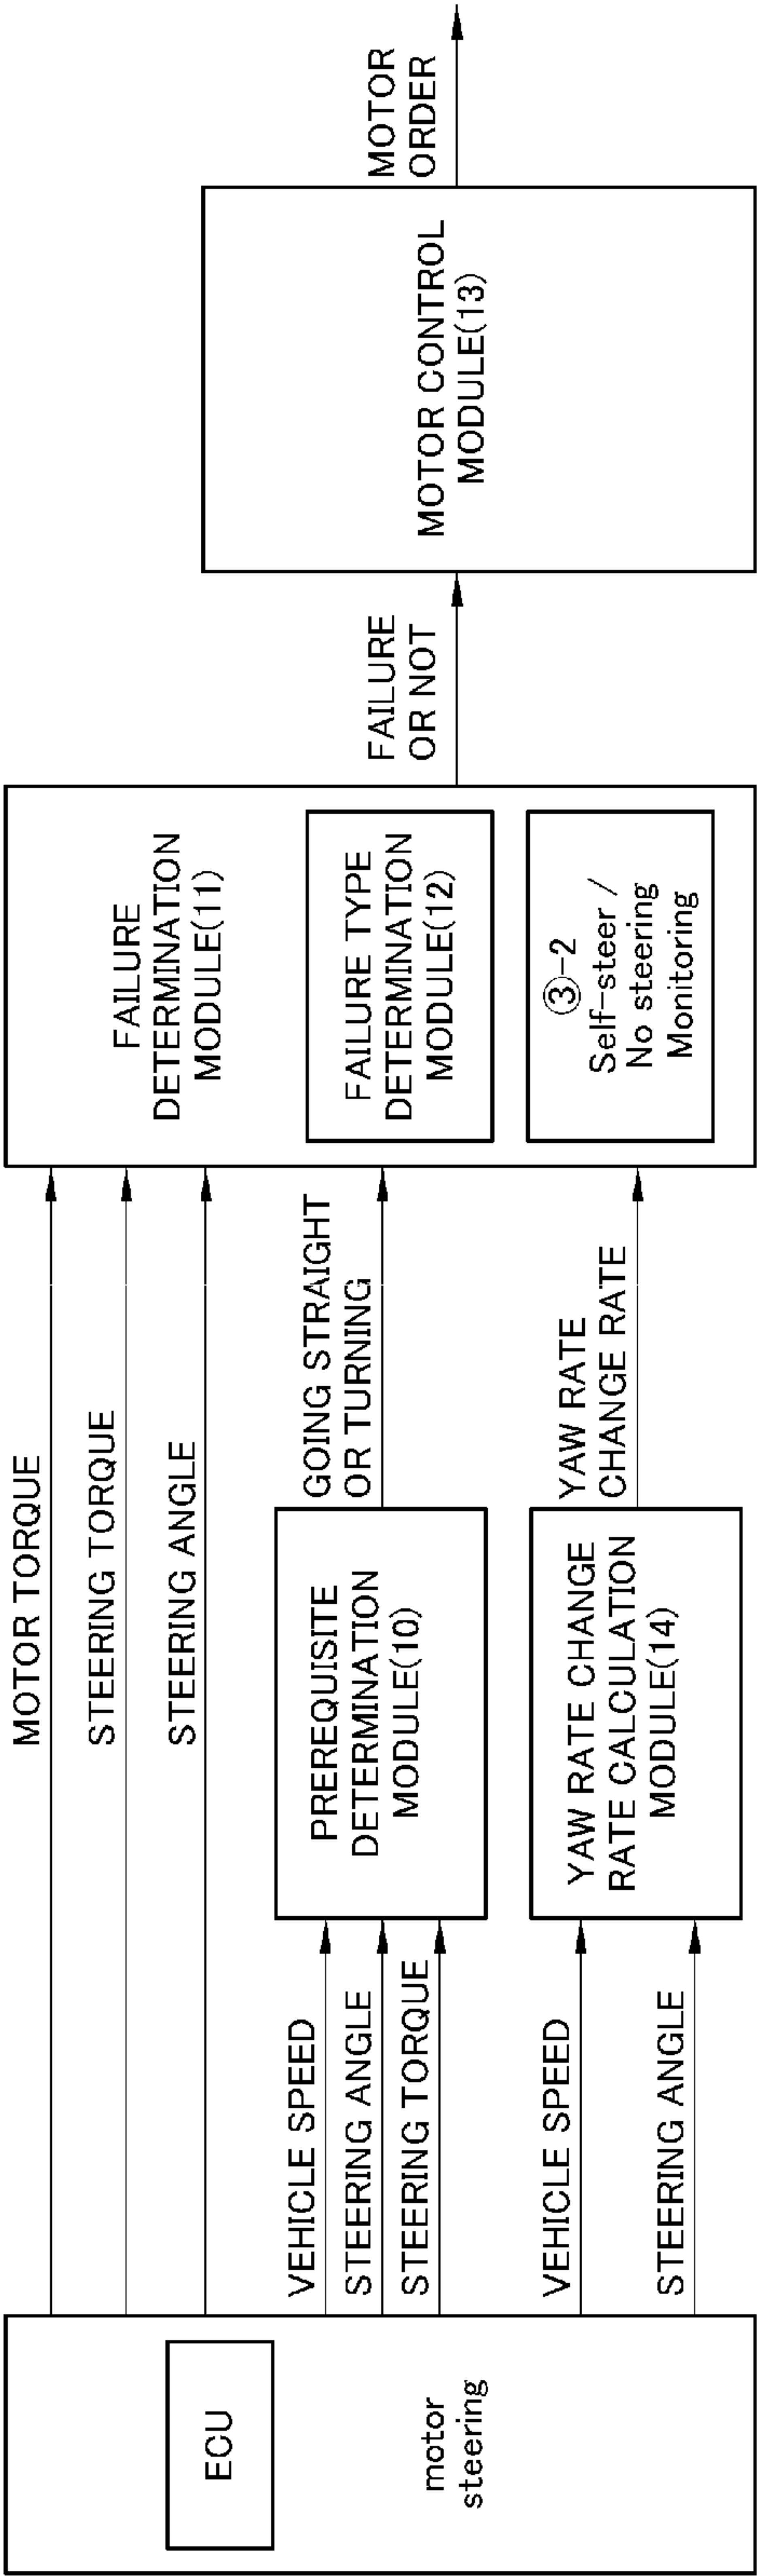 ECU
motor
steering
MOTOR TORQUE
STEERING TORQUE
STEERING ANGLE
VEHICLE SPEED
STEERING ANGLE
STEERING TORQUE
VEHICLE SPEED
STEERING ANGLE
PREREQUISITE
DETERMINATION
MODULE(10)
YAW RATE CHANGE
RATE CALCULATION
MODULE(14)
GOING STRAIGHT
OR TURNING
YAW RATE
CHANGE RATE
FAILURE
DETERMINATION
MODULE(11)
FAILURE TYPE
DETERMINATION
MODULE(12)
③-2
Self-steer /
No steering
Monitoring
FAILURE
OR NOT
MOTOR CONTROL
MODULE(13)
MOTOR
ORDER